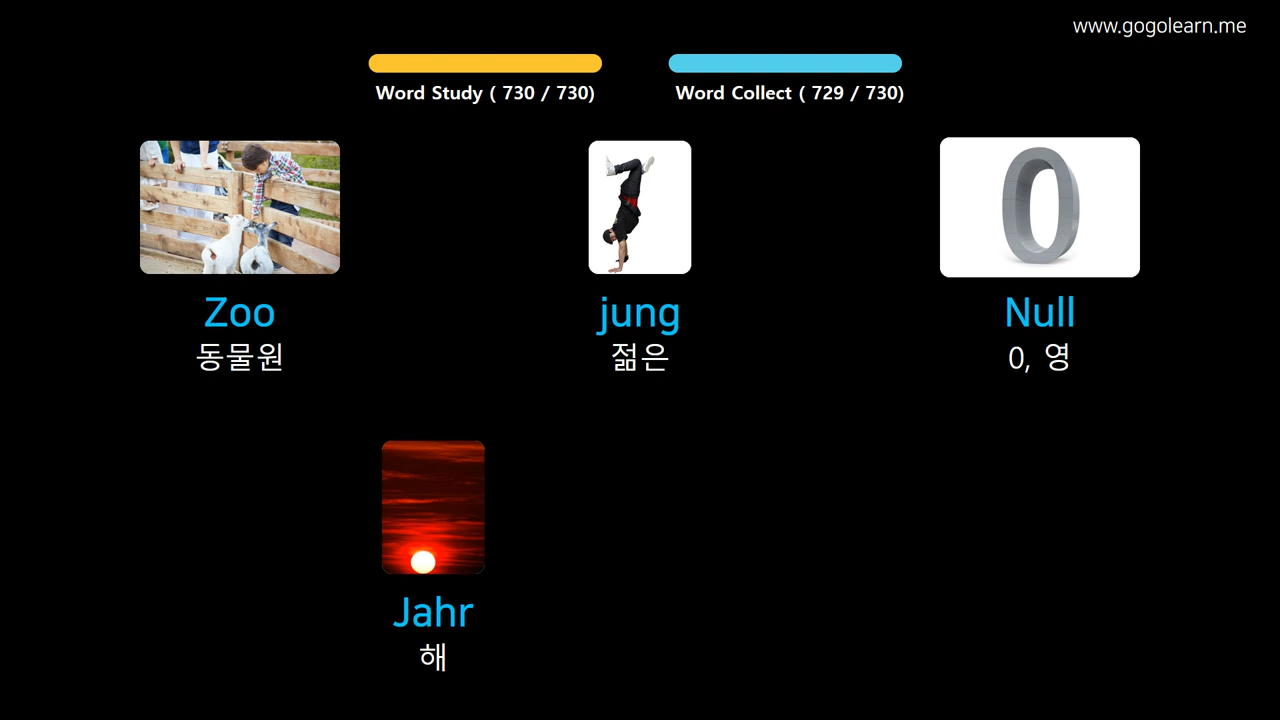 www.gogolearn.me
Word Study ( 730 / 730)
Word Collect ( 729 / 730)
Zoo
동물원
jung
젊은
Null
0, 영
Jahr
해